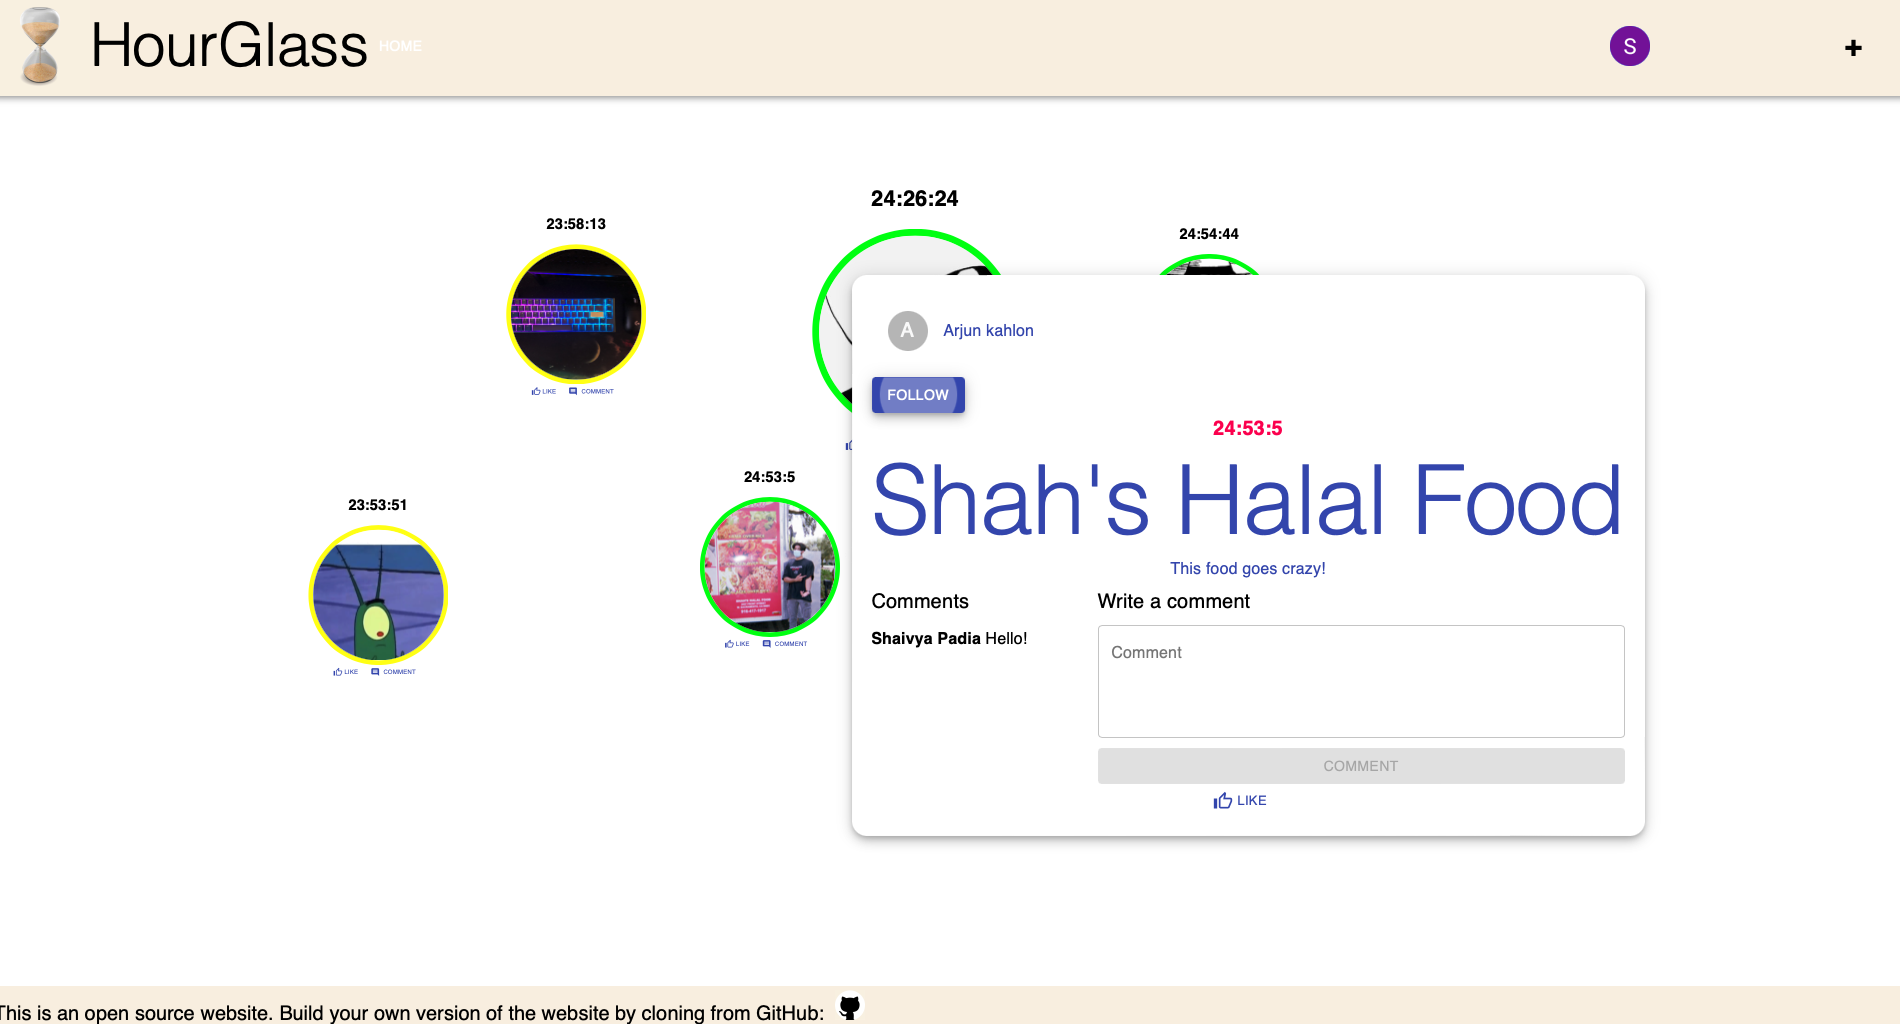 HourGlass HOME
S
+
24:26:24
23:58:13
24:54:44
LIKE COMMENT
A Arjun kahlon
FOLLOW
24:53:5
Shah's Halal Food
This food goes crazy!
Comments
Write a comment
Shaivya Padia Hello!
Comment
COMMENT
LIKE
24:53:5
LIKE COMMENT
23:53:51
LIKE COMMENT
This is an open source website. Build your own version of the website by cloning from GitHub: